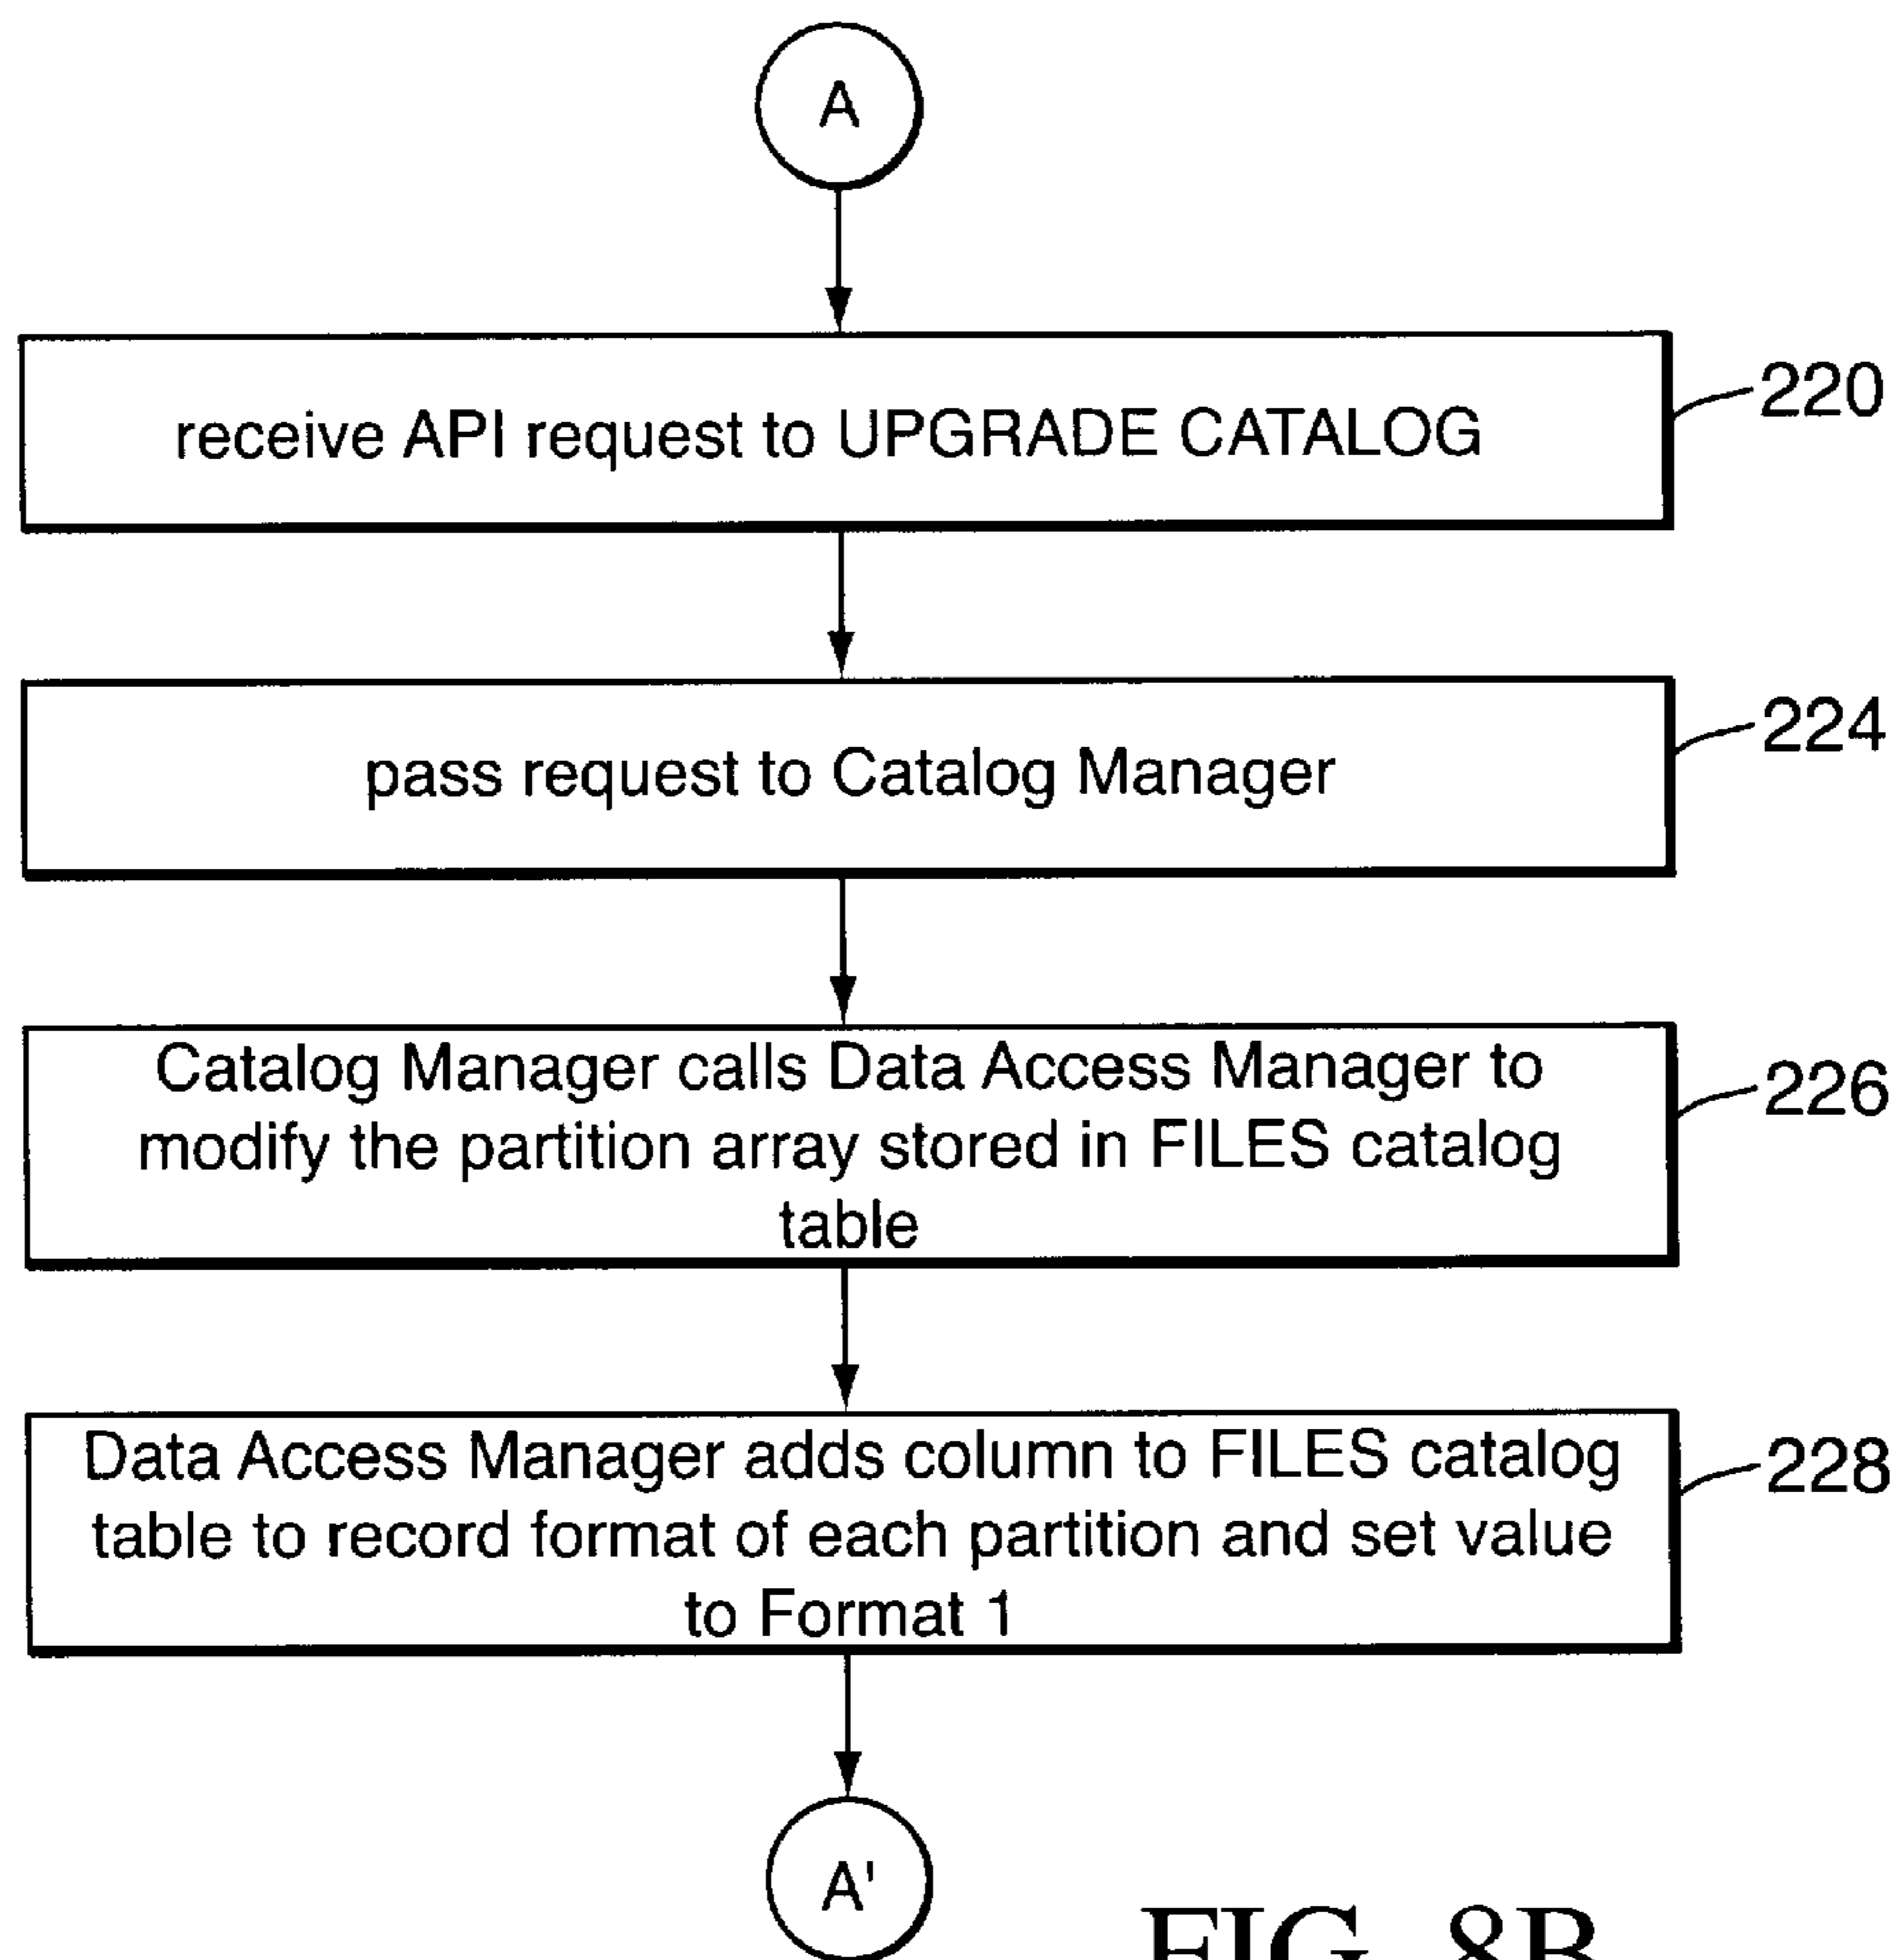 A
receive API request to UPGRADE CATALOG
220
pass request to Catalog Manager
224
Catalog Manager calls Data Access Manager to
modify the partition array stored in FILES catalog
table
226
Data Access Manager adds column to FILES catalog
table to record format of each partition and set value
to Format 1
228
A'
FIG. 8B